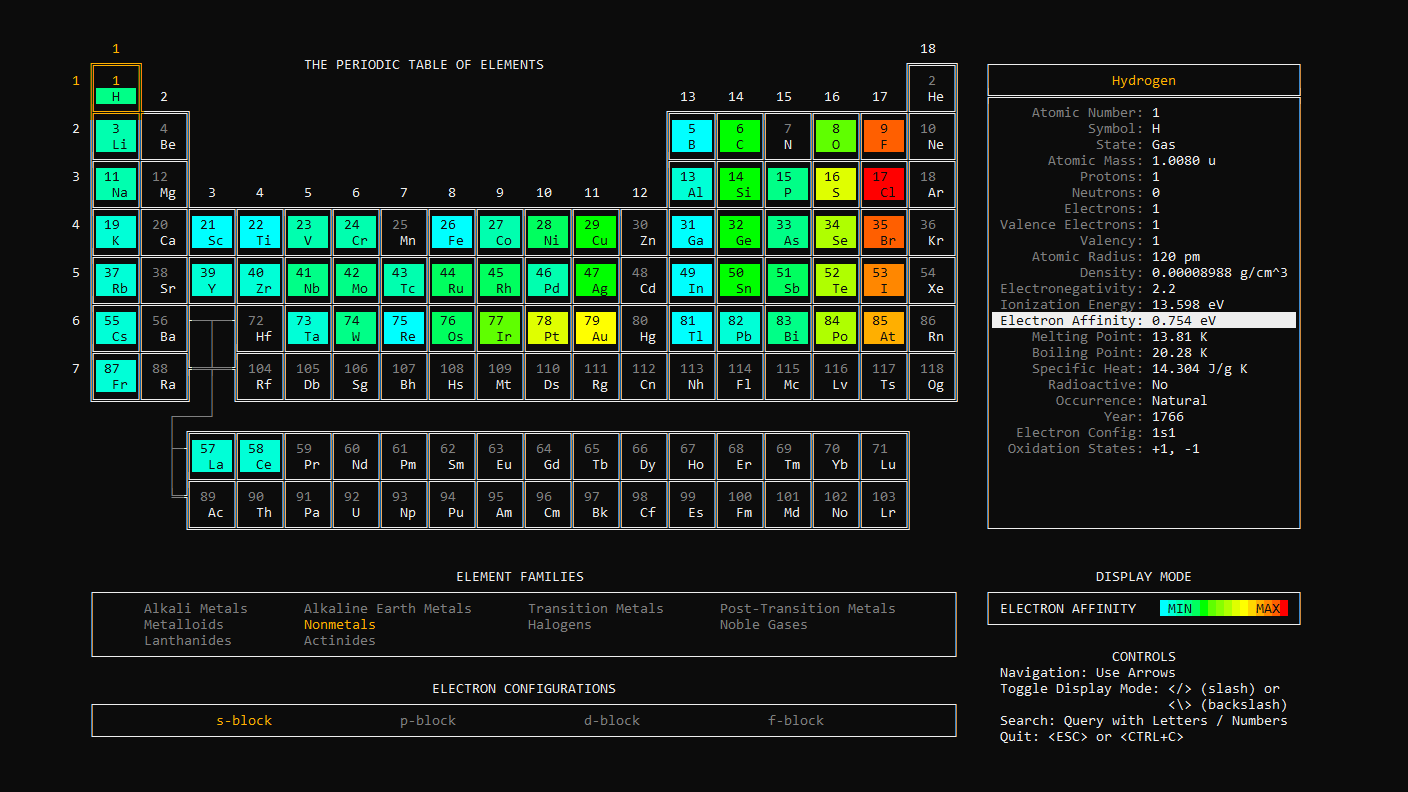 1 18
THE PERIODIC TABLE OF ELEMENTS
1 1 2
H 2 13 14 15 16 17 He
2 3 4 5 6 7 8 9 10
Li Be B C N O F Ne
3 11 12 13 14 15 16 17 18
Na Mg 3 4 5 6 7 8 9 10 11 12 Al Si P S Cl Ar
4 19 20 21 22 23 24 25 26 27 28 29 30 31 32 33 34 35 36
K Ca Sc Ti V Cr Mn Fe Co Ni Cu Zn Ga Ge As Se Br Kr
5 37 38 39 40 41 42 43 44 45 46 47 48 49 50 51 52 53 54
Rb Sr Y Zr Nb Mo Tc Ru Rh Pd Ag Cd In Sn Sb Te I Xe
6 55 56 72 73 74 75 76 77 78 79 80 81 82 83 84 85 86
Cs Ba Hf Ta W Re Os Ir Pt Au Hg Tl Pb Bi Po At Rn
7 87 88 104 105 106 107 108 109 110 111 112 113 114 115 116 117 118
Fr Ra Rf Db Sg Bh Hs Mt Ds Rg Cn Nh Fl Mc Lv Ts Og
57 58 59 60 61 62 63 64 65 66 67 68 69 70 71
La Ce Pr Nd Pm Sm Eu Gd Tb Dy Ho Er Tm Yb Lu
89 90 91 92 93 94 95 96 97 98 99 100 101 102 103
Ac Th Pa U Np Pu Am Cm Bk Cf Es Fm Md No Lr
Hydrogen
Atomic Number: 1
Symbol: H
State: Gas
Atomic Mass: 1.0080 u
Protons: 1
Neutrons: 0
Electrons: 1
Valence Electrons: 1
Valency: 1
Atomic Radius: 120 pm
Density: 0.00008988 g/cm^3
Electronegativity: 2.2
Ionization Energy: 13.598 eV
Electron Affinity: 0.754 eV
Melting Point: 13.81 K
Boiling Point: 20.28 K
Specific Heat: 14.304 J/g K
Radioactive: No
Occurrence: Natural
Year: 1766
Electron Config: 1s1
Oxidation States: +1, -1
ELEMENT FAMILIES
Alkali Metals Alkaline Earth Metals Transition Metals Post-Transition Metals
Metalloids Nonmetals Halogens Noble Gases
Lanthanides Actinides
ELECTRON CONFIGURATIONS
s-block p-block d-block f-block
DISPLAY MODE
ELECTRON AFFINITY MIN MAX
CONTROLS
Navigation: Use Arrows
Toggle Display Mode: </> (slash) or
<\> (backslash)
Search: Query with Letters / Numbers
Quit: <ESC> or <CTRL+C>